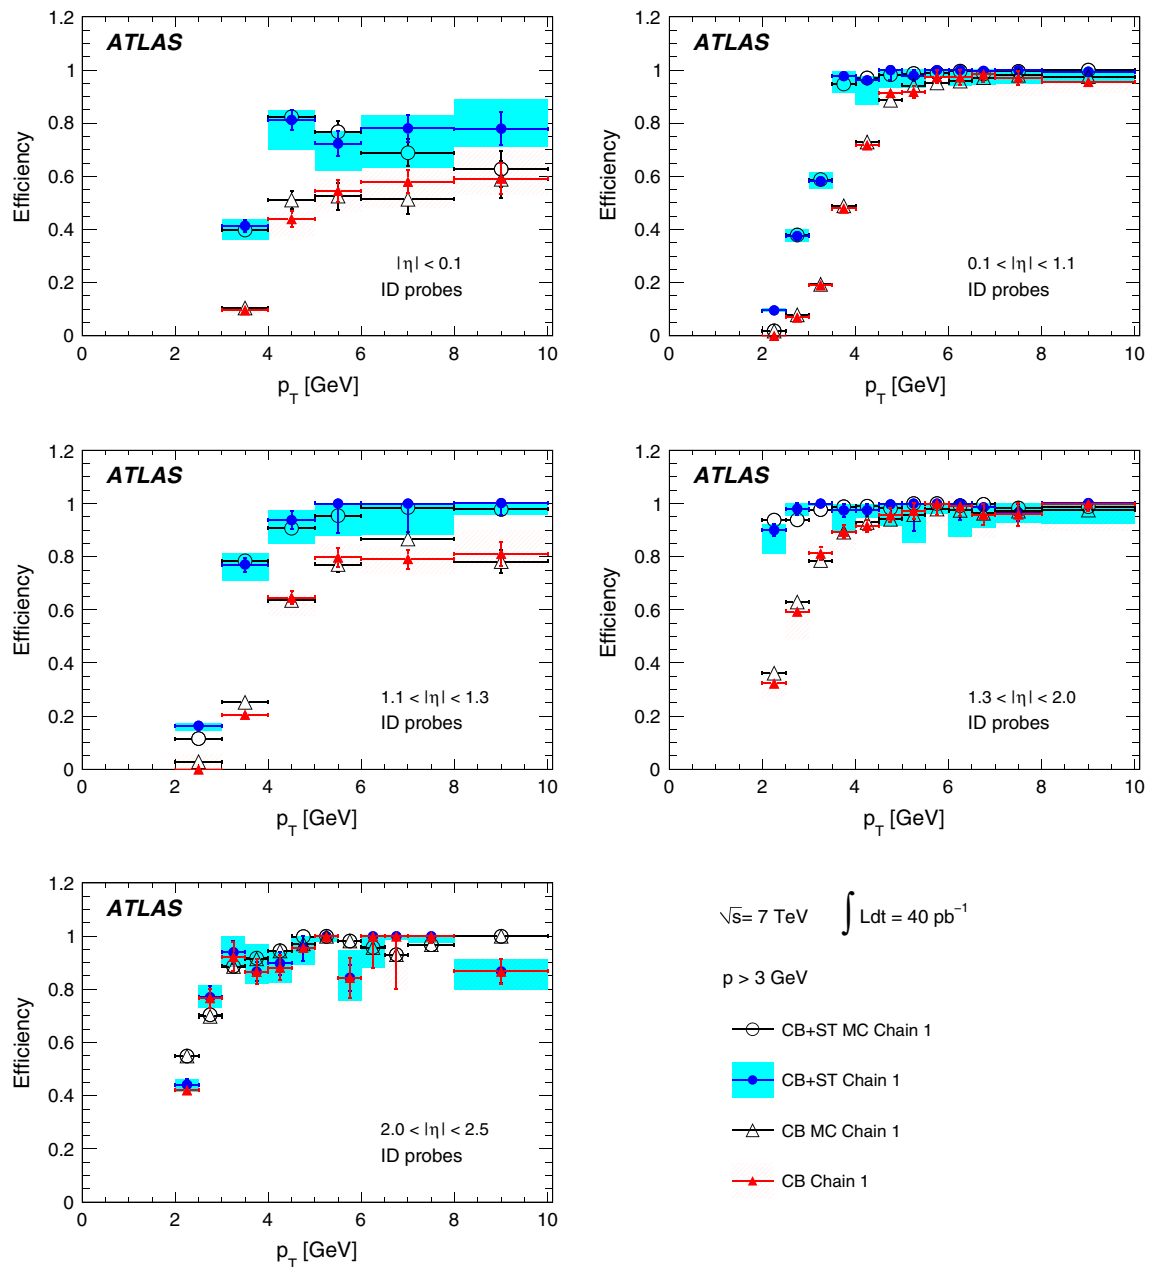 ATLAS
Efficiency
1.2
1
0.8
0.6
0.4
0.2
0
|η| < 0.1
ID probes
0 2 4 6 8 10
p_T [GeV]
ATLAS
Efficiency
1.2
1
0.8
0.6
0.4
0.2
0
0.1 < |η| < 1.1
ID probes
0 2 4 6 8 10
p_T [GeV]
ATLAS
Efficiency
1.2
1
0.8
0.6
0.4
0.2
0
1.1 < |η| < 1.3
ID probes
0 2 4 6 8 10
p_T [GeV]
ATLAS
Efficiency
1.2
1
0.8
0.6
0.4
0.2
0
1.3 < |η| < 2.0
ID probes
0 2 4 6 8 10
p_T [GeV]
ATLAS
Efficiency
1.2
1
0.8
0.6
0.4
0.2
0
2.0 < |η| < 2.5
ID probes
0 2 4 6 8 10
p_T [GeV]
√s = 7 TeV ∫ Ldt = 40 pb⁻¹
p > 3 GeV
CB+ST MC Chain 1
CB+ST Chain 1
CB MC Chain 1
CB Chain 1